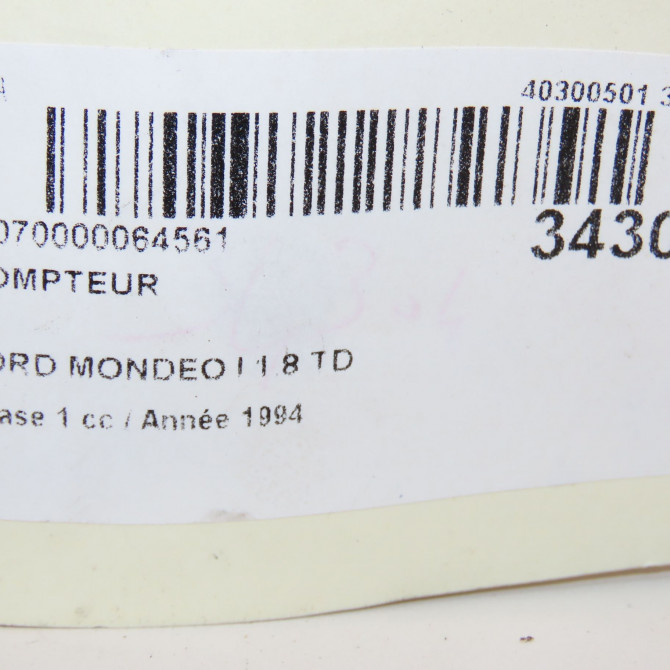 A 40300501 3
070000064561 3430
OMPTEUR
ORD MONDEO I 1.8 TD
ase 1 cc / Année 1994